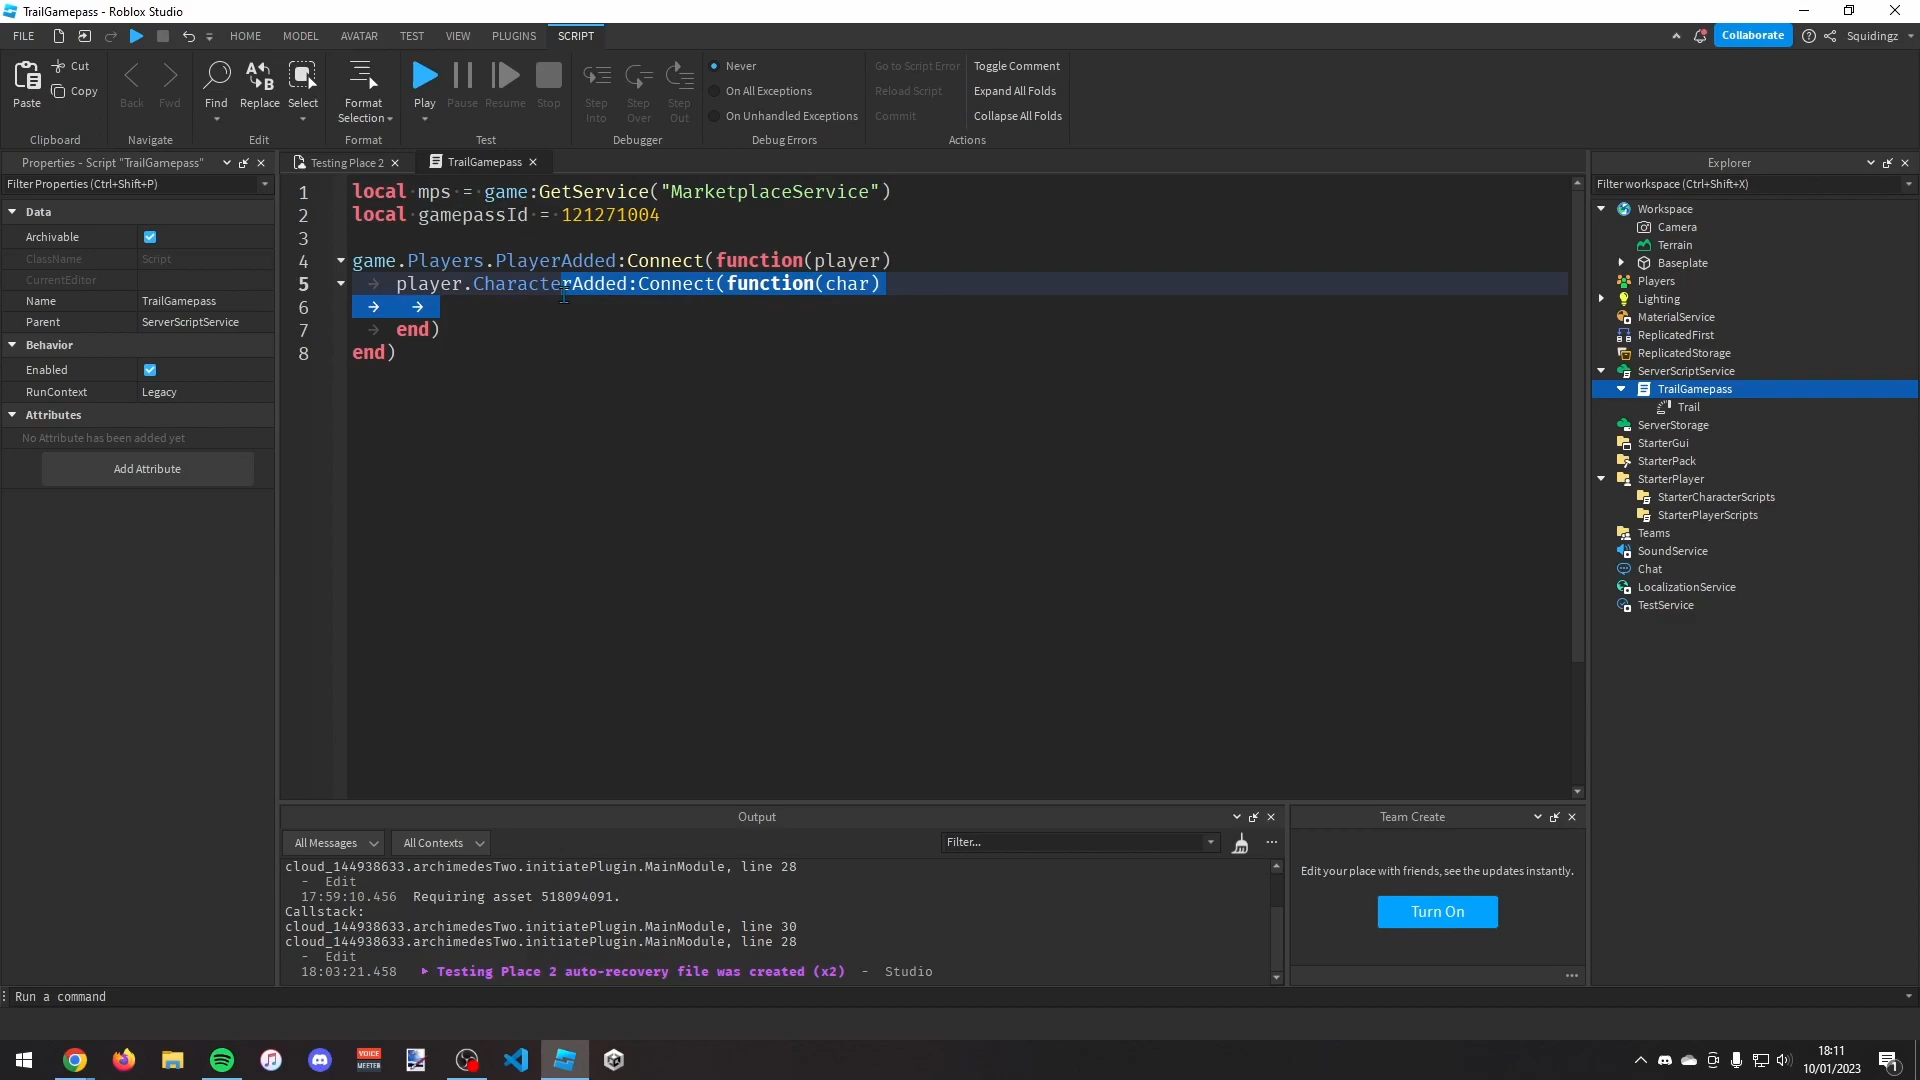 TrailGamepass - Roblox Studio
FILE HOME MODEL AVATAR TEST VIEW PLUGINS SCRIPT Collaborate Squidingz
Paste Cut Copy Back Fwd Find Replace Select Format Selection Play Pause Resume Stop Step Into Step Over Step Out
Never Go to Script Error Toggle Comment
On All Exceptions Reload Script Expand All Folds
On Unhandled Exceptions Commit Collapse All Folds
Clipboard Navigate Edit Format Test Debugger Debug Errors Actions
Properties - Script "TrailGamepass"
Filter Properties (Ctrl+Shift+P)
Data
Archivable
ClassName Script
CurrentEditor
Name TrailGamepass
Parent ServerScriptService
Behavior
Enabled
RunContext Legacy
Attributes
No Attribute has been added yet
Add Attribute
Testing Place 2 TrailGamepass
1 local mps = game:GetService("MarketplaceService")
2 local gamepassId = 121271004
3
4 game.Players.PlayerAdded:Connect(function(player)
5 player.CharacterAdded:Connect(function(char)
6
7 end)
8 end)
Explorer
Filter workspace (Ctrl+Shift+X)
Workspace
Camera
Terrain
Baseplate
Players
Lighting
MaterialService
ReplicatedFirst
ReplicatedStorage
ServerScriptService
TrailGamepass
Trail
ServerStorage
StarterGui
StarterPack
StarterPlayer
StarterCharacterScripts
StarterPlayerScripts
Teams
SoundService
Chat
LocalizationService
TestService
Output
All Messages All Contexts Filter...
cloud_144938633.archimedesTwo.initiatePlugin.MainModule, line 28
- Edit
17:59:10.456 Requiring asset 518094091.
Callstack:
cloud_144938633.archimedesTwo.initiatePlugin.MainModule, line 30
cloud_144938633.archimedesTwo.initiatePlugin.MainModule, line 28
- Edit
18:03:21.458 Testing Place 2 auto-recovery file was created (x2) - Studio
Team Create
Edit your place with friends, see the updates instantly.
Turn On
Run a command
VOICE
MEETER
18:11
10/01/2023
1